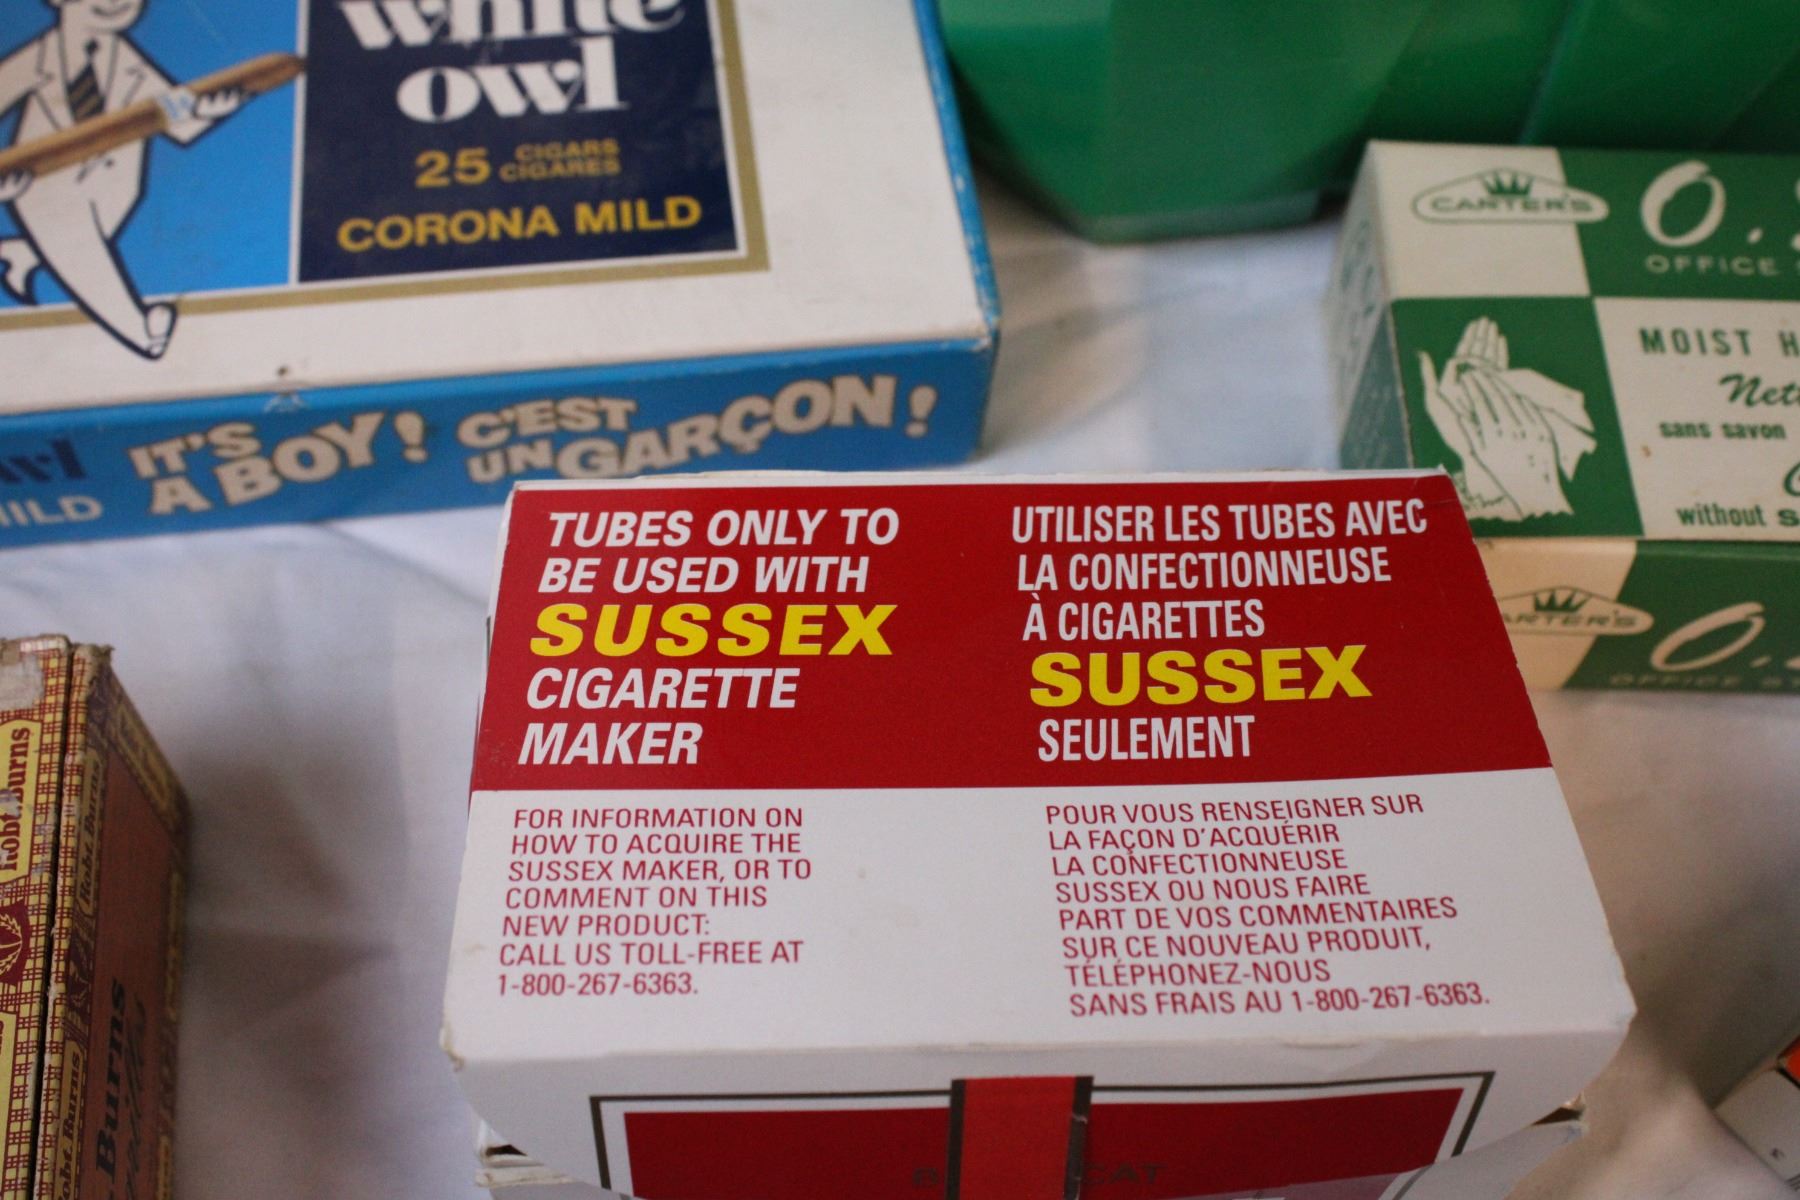 white
owl
25 CIGARS
CIGARES
CORONA MILD
IT'S
A BOY!
C'EST
UN GARÇON!
MILD
CARTER'S
OFFICE
MOIST
sans savon
without
CARTER'S
OFFICE
TUBES ONLY TO
BE USED WITH
SUSSEX
CIGARETTE
MAKER
UTILISER LES TUBES AVEC
LA CONFECTIONNEUSE
À CIGARETTES
SUSSEX
SEULEMENT
FOR INFORMATION ON
HOW TO ACQUIRE THE
SUSSEX MAKER, OR TO
COMMENT ON THIS
NEW PRODUCT:
CALL US TOLL-FREE AT
1-800-267-6363.
POUR VOUS RENSEIGNER SUR
LA FAÇON D'ACQUÉRIR
LA CONFECTIONNEUSE
SUSSEX OU NOUS FAIRE
PART DE VOS COMMENTAIRES
SUR CE NOUVEAU PRODUIT,
TÉLÉPHONEZ-NOUS
SANS FRAIS AU 1-800-267-6363.
Robt. Burns
Robt. Burns
Robt. Burns
Burns